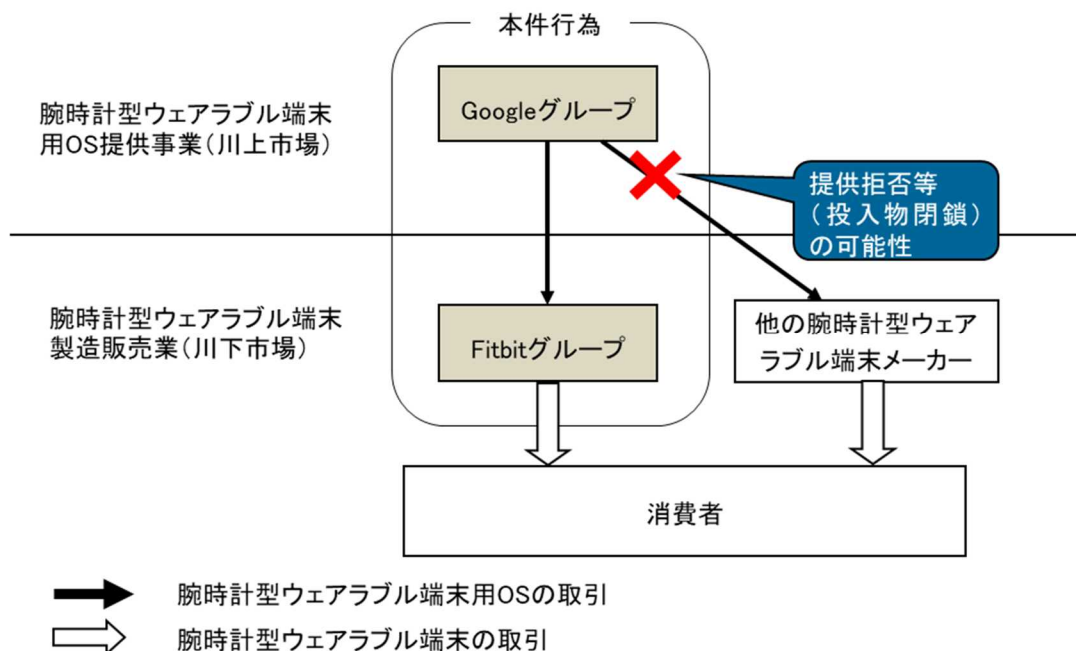 本件行為
Googleグループ
腕時計型ウェアラブル端末
用OS提供事業(川上市場)
提供拒否等
(投入物閉鎖)
の可能性
腕時計型ウェアラブル端末
製造販売業(川下市場)
Fitbitグループ
他の腕時計型ウェア
ラブル端末メーカー
消費者
腕時計型ウェアラブル端末用OSの取引
腕時計型ウェアラブル端末の取引